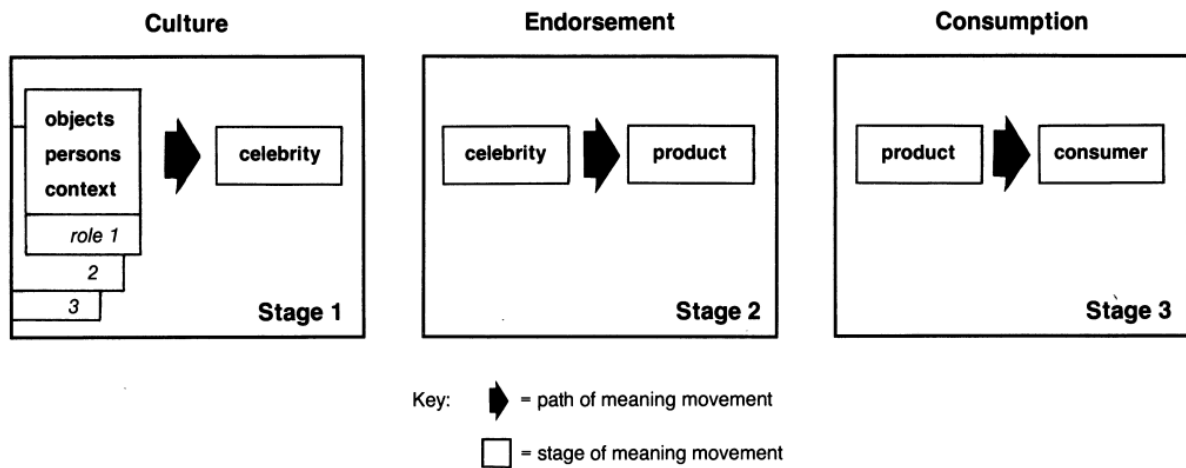 Culture
Endorsement
Consumption
objects
persons
context
role 1
2
3
celebrity
Stage 1
celebrity
product
Stage 2
product
consumer
Stage 3
Key:
= path of meaning movement
= stage of meaning movement